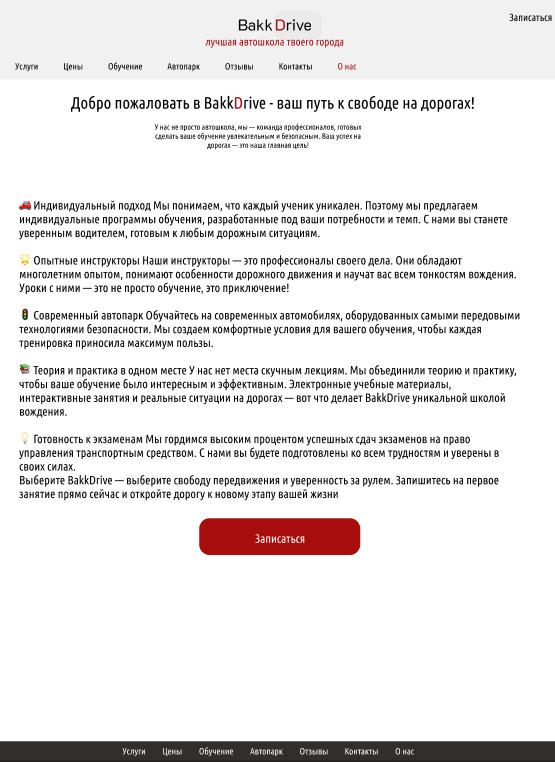 BakkDrive
Записаться
лучшая автошкола твоего города
Услуги Цены Обучение Автопарк Отзывы Контакты О нас
Добро пожаловать в BakkDrive - ваш путь к свободе на дорогах!
У нас не просто автошкола, мы — команда профессионалов, готовых
сделать ваше обучение увлекательным и безопасным. Ваш успех на
дорогах — это наша главная цель!
🚗 Индивидуальный подход Мы понимаем, что каждый ученик уникален. Поэтому мы предлагаем
индивидуальные программы обучения, разработанные под ваши потребности и темп. С нами вы станете
уверенным водителем, готовым к любым дорожным ситуациям.
🌟 Опытные инструкторы Наши инструкторы — это профессионалы своего дела. Они обладают
многолетним опытом, понимают особенности дорожного движения и научат вас всем тонкостям вождения.
Уроки с ними — это не просто обучение, это приключение!
🚦 Современный автопарк Обучайтесь на современных автомобилях, оборудованных самыми передовыми
технологиями безопасности. Мы создаем комфортные условия для вашего обучения, чтобы каждая
тренировка приносила максимум пользы.
📚 Теория и практика в одном месте У нас нет места скучным лекциям. Мы объединили теорию и практику,
чтобы ваше обучение было интересным и эффективным. Электронные учебные материалы,
интерактивные занятия и реальные ситуации на дорогах — вот что делает BakkDrive уникальной школой
вождения.
💡 Готовность к экзаменам Мы гордимся высоким процентом успешных сдач экзаменов на право
управления транспортным средством. С нами вы будете подготовлены ко всем трудностям и уверены в
своих силах.
Выберите BakkDrive — выберите свободу передвижения и уверенность за рулем. Запишитесь на первое
занятие прямо сейчас и откройте дорогу к новому этапу вашей жизни
Записаться
Услуги Цены Обучение Автопарк Отзывы Контакты О нас